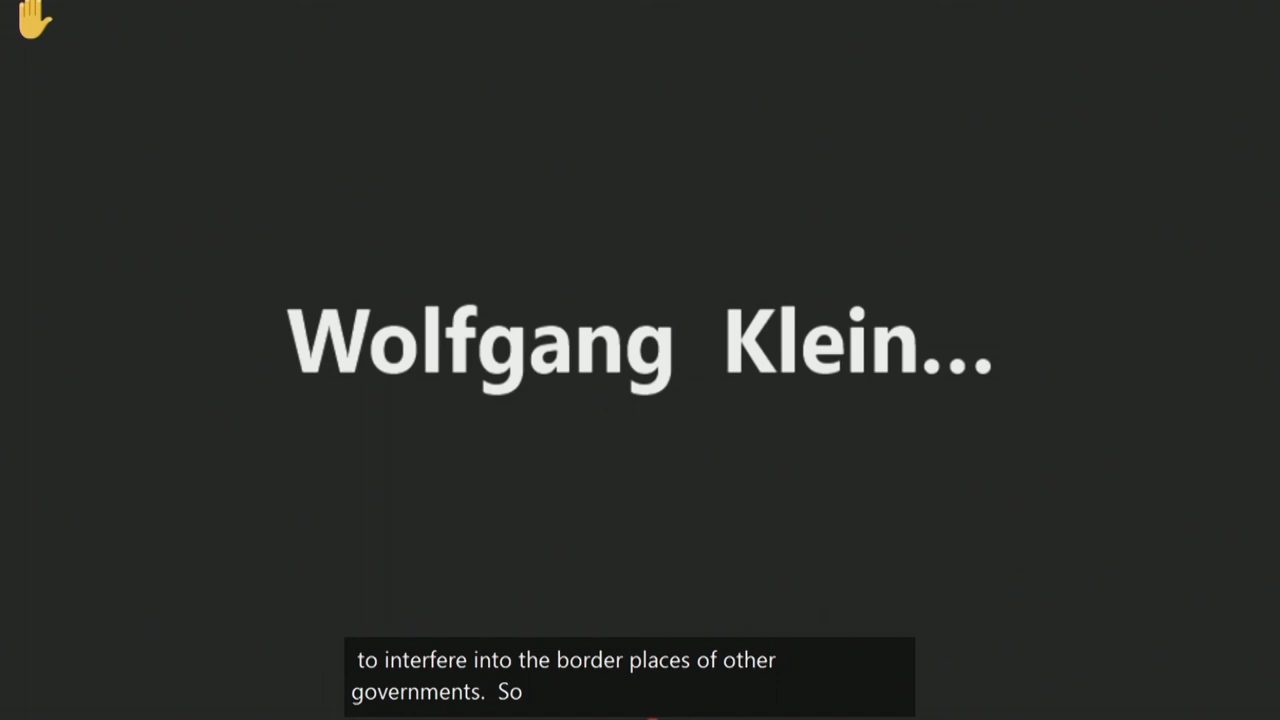 Wolfgang Klein...
to interfere into the border places of other
governments. So